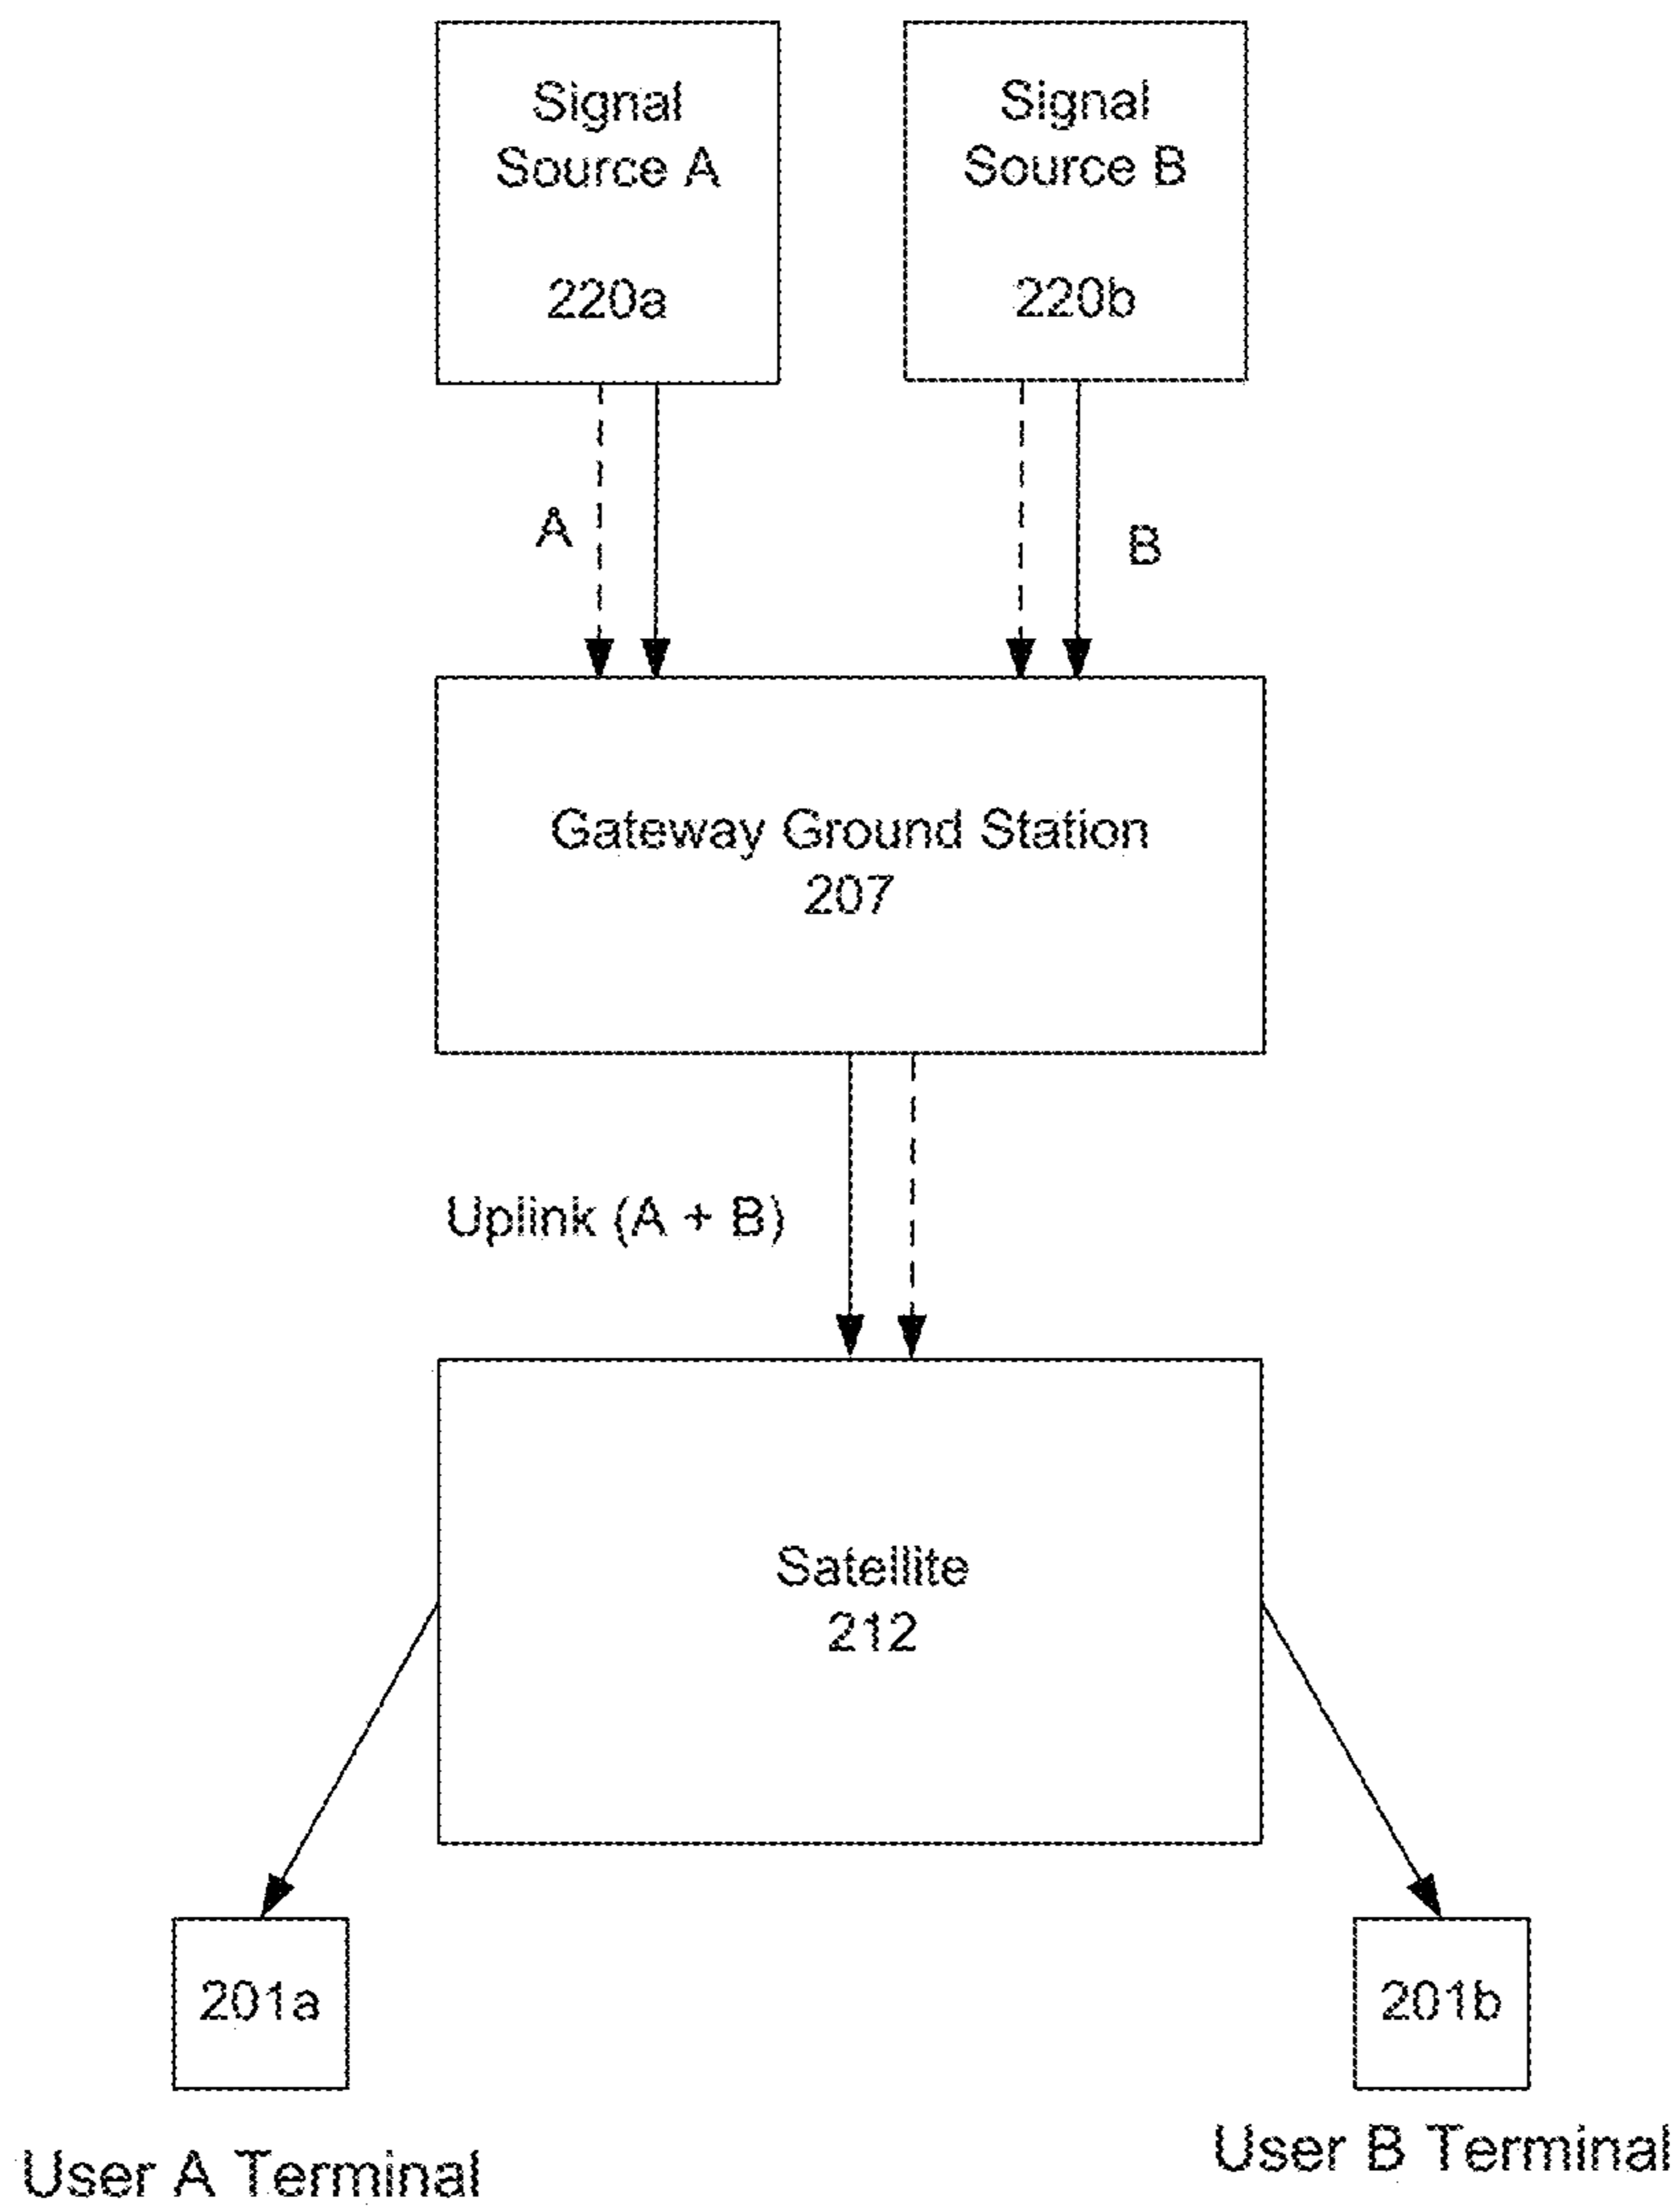 Signal
Source A
220a
Signal
Source B
220b
A
B
Gateway Ground Station
207
Uplink (A + B)
Satellite
212
201a
201b
User A Terminal
User B Terminal